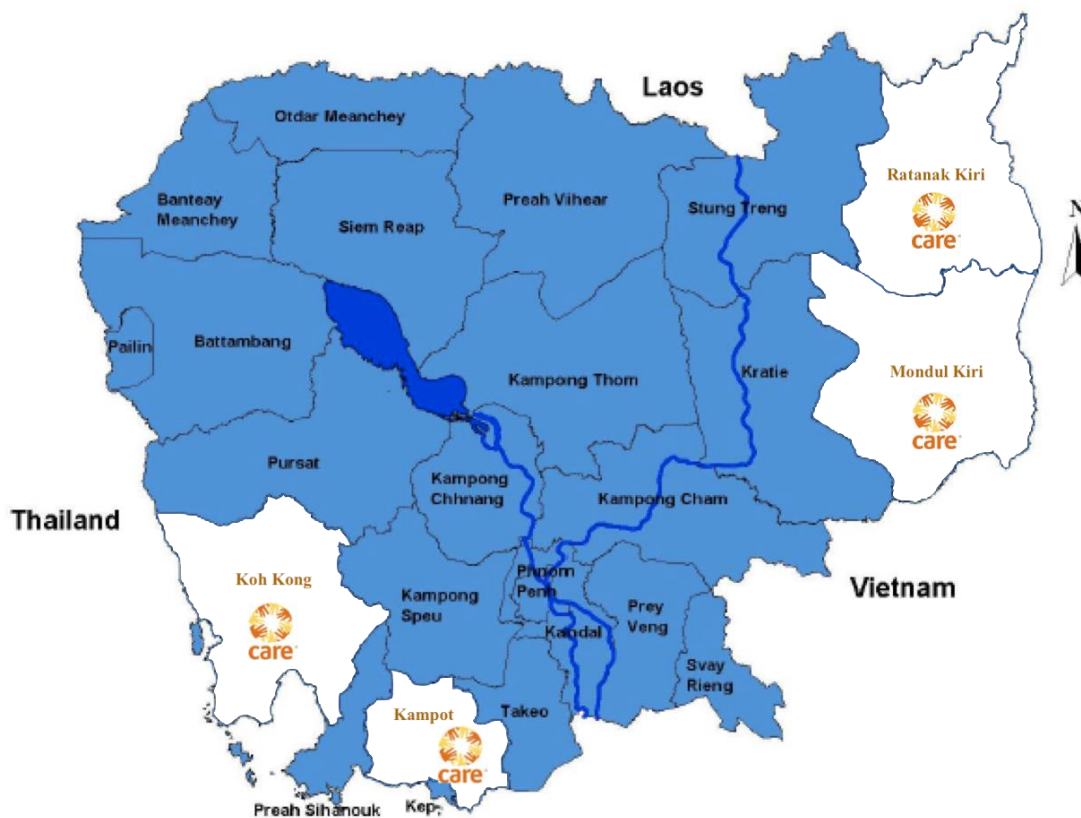 Laos
Otdar Meanchey
Ratanak Kiri
care
Banteay
Meanchey
Preah Vihear
Stung Treng
N
Siem Reap
Pailin
Battambang
Mondul Kiri
care
Kampong Thom
Kratie
Pursat
Kampong
Chhnang
Kampong Cham
Thailand
Koh Kong
care
Phnom
Penh
Vietnam
Kampong
Speu
Prey
Veng
Kandal
Svay
Rieng
Kampot
care
Takeo
Preah Sihanouk
Kep